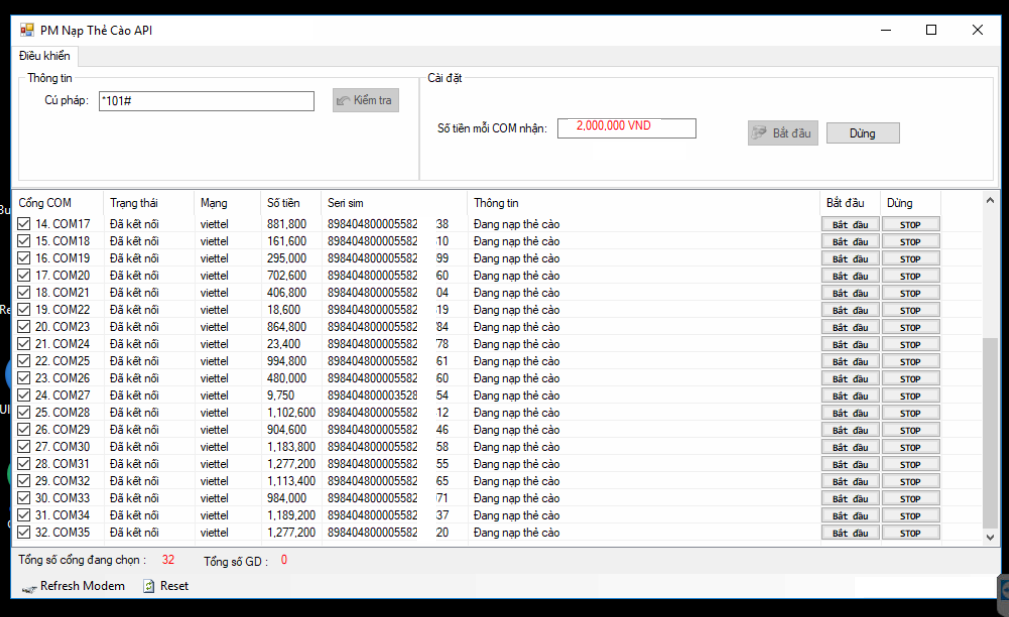 PM Nạp Thẻ Cào API
Điều khiển
Thông tin
Cú pháp: *101# Kiểm tra
Cài đặt
Số tiền mỗi COM nhận: 2,000,000 VND Bắt đầu Dừng
Cổng COM Trạng thái Mạng Số tiền Seri sim Thông tin Bắt đầu Dừng
14. COM17 Đã kết nối viettel 881,800 898404800005582 38 Đang nạp thẻ cào Bắt đầu STOP
15. COM18 Đã kết nối viettel 161,600 898404800005582 10 Đang nạp thẻ cào Bắt đầu STOP
16. COM19 Đã kết nối viettel 295,000 898404800005582 99 Đang nạp thẻ cào Bắt đầu STOP
17. COM20 Đã kết nối viettel 702,600 898404800005582 60 Đang nạp thẻ cào Bắt đầu STOP
18. COM21 Đã kết nối viettel 406,800 898404800005582 04 Đang nạp thẻ cào Bắt đầu STOP
19. COM22 Đã kết nối viettel 18,600 898404800005582 19 Đang nạp thẻ cào Bắt đầu STOP
20. COM23 Đã kết nối viettel 864,800 898404800005582 84 Đang nạp thẻ cào Bắt đầu STOP
21. COM24 Đã kết nối viettel 23,400 898404800005582 78 Đang nạp thẻ cào Bắt đầu STOP
22. COM25 Đã kết nối viettel 994,800 898404800005582 61 Đang nạp thẻ cào Bắt đầu STOP
23. COM26 Đã kết nối viettel 480,000 898404800005582 60 Đang nạp thẻ cào Bắt đầu STOP
24. COM27 Đã kết nối viettel 9,750 898404800003528 54 Đang nạp thẻ cào Bắt đầu STOP
25. COM28 Đã kết nối viettel 1,102,600 898404800005582 12 Đang nạp thẻ cào Bắt đầu STOP
26. COM29 Đã kết nối viettel 904,600 898404800005582 46 Đang nạp thẻ cào Bắt đầu STOP
27. COM30 Đã kết nối viettel 1,183,800 898404800005582 58 Đang nạp thẻ cào Bắt đầu STOP
28. COM31 Đã kết nối viettel 1,277,200 898404800005582 55 Đang nạp thẻ cào Bắt đầu STOP
29. COM32 Đã kết nối viettel 1,113,400 898404800005582 65 Đang nạp thẻ cào Bắt đầu STOP
30. COM33 Đã kết nối viettel 984,000 898404800005582 71 Đang nạp thẻ cào Bắt đầu STOP
31. COM34 Đã kết nối viettel 1,189,200 898404800005582 37 Đang nạp thẻ cào Bắt đầu STOP
32. COM35 Đã kết nối viettel 1,277,200 898404800005582 20 Đang nạp thẻ cào Bắt đầu STOP
Tổng số cổng đang chọn : 32 Tổng số GD : 0
Refresh Modem Reset